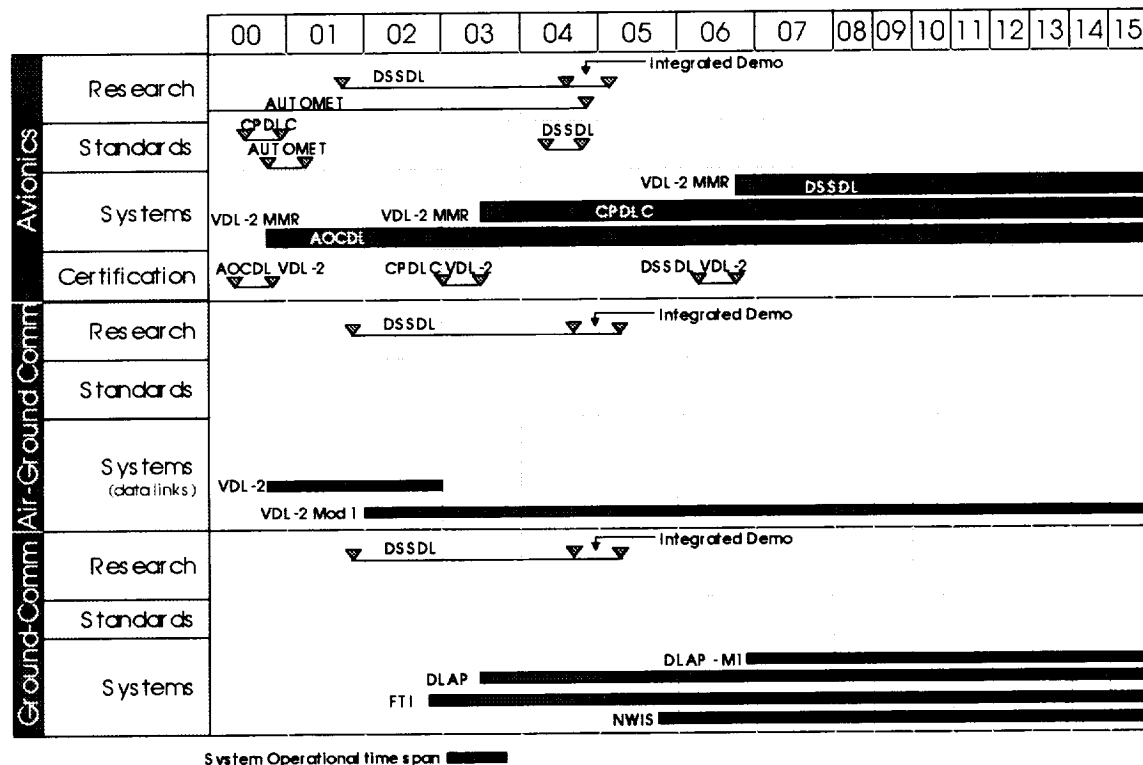 00 01 02 03 04 05 06 07 08 09 10 11 12 13 14 15
Avionics
Research
DSSDL
Integrated Demo
AUTOMET
Standards
CPDLC
DSSDL
AUTOMET
Systems
VDL-2 MMR
DSSDL
VDL-2 MMR
CPDLC
VDL-2 MMR
AOCDL
Certification
AOCDL VDL-2
CPDLC VDL-2
DSSDL VDL-2
Air-Ground Comm
Research
DSSDL
Integrated Demo
Standards
Systems
(data links)
VDL-2
VDL-2 Mod 1
Ground-Comm
Research
DSSDL
Integrated Demo
Standards
Systems
DLAP -M1
DLAP
FTI
NWIS
System Operational time span